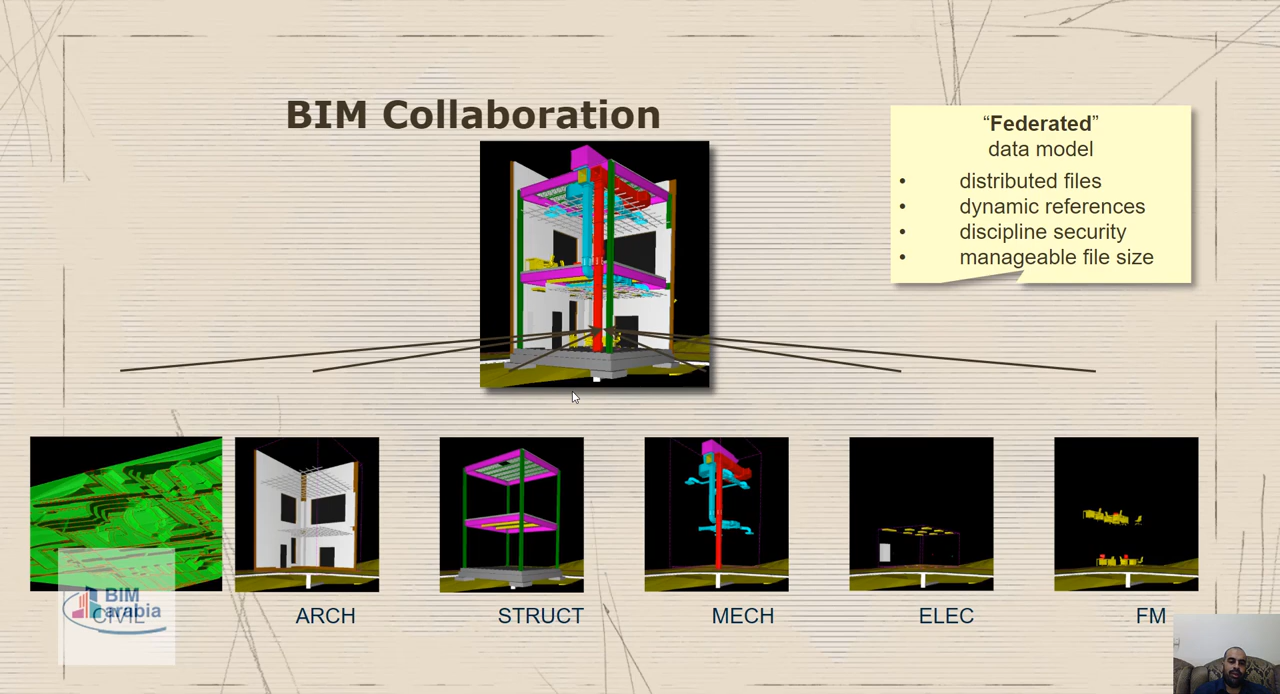 BIM Collaboration
“Federated”
data model
• distributed files
• dynamic references
• discipline security
• manageable file size
BIM
arabia
CIVIL
ARCH
STRUCT
MECH
ELEC
FM